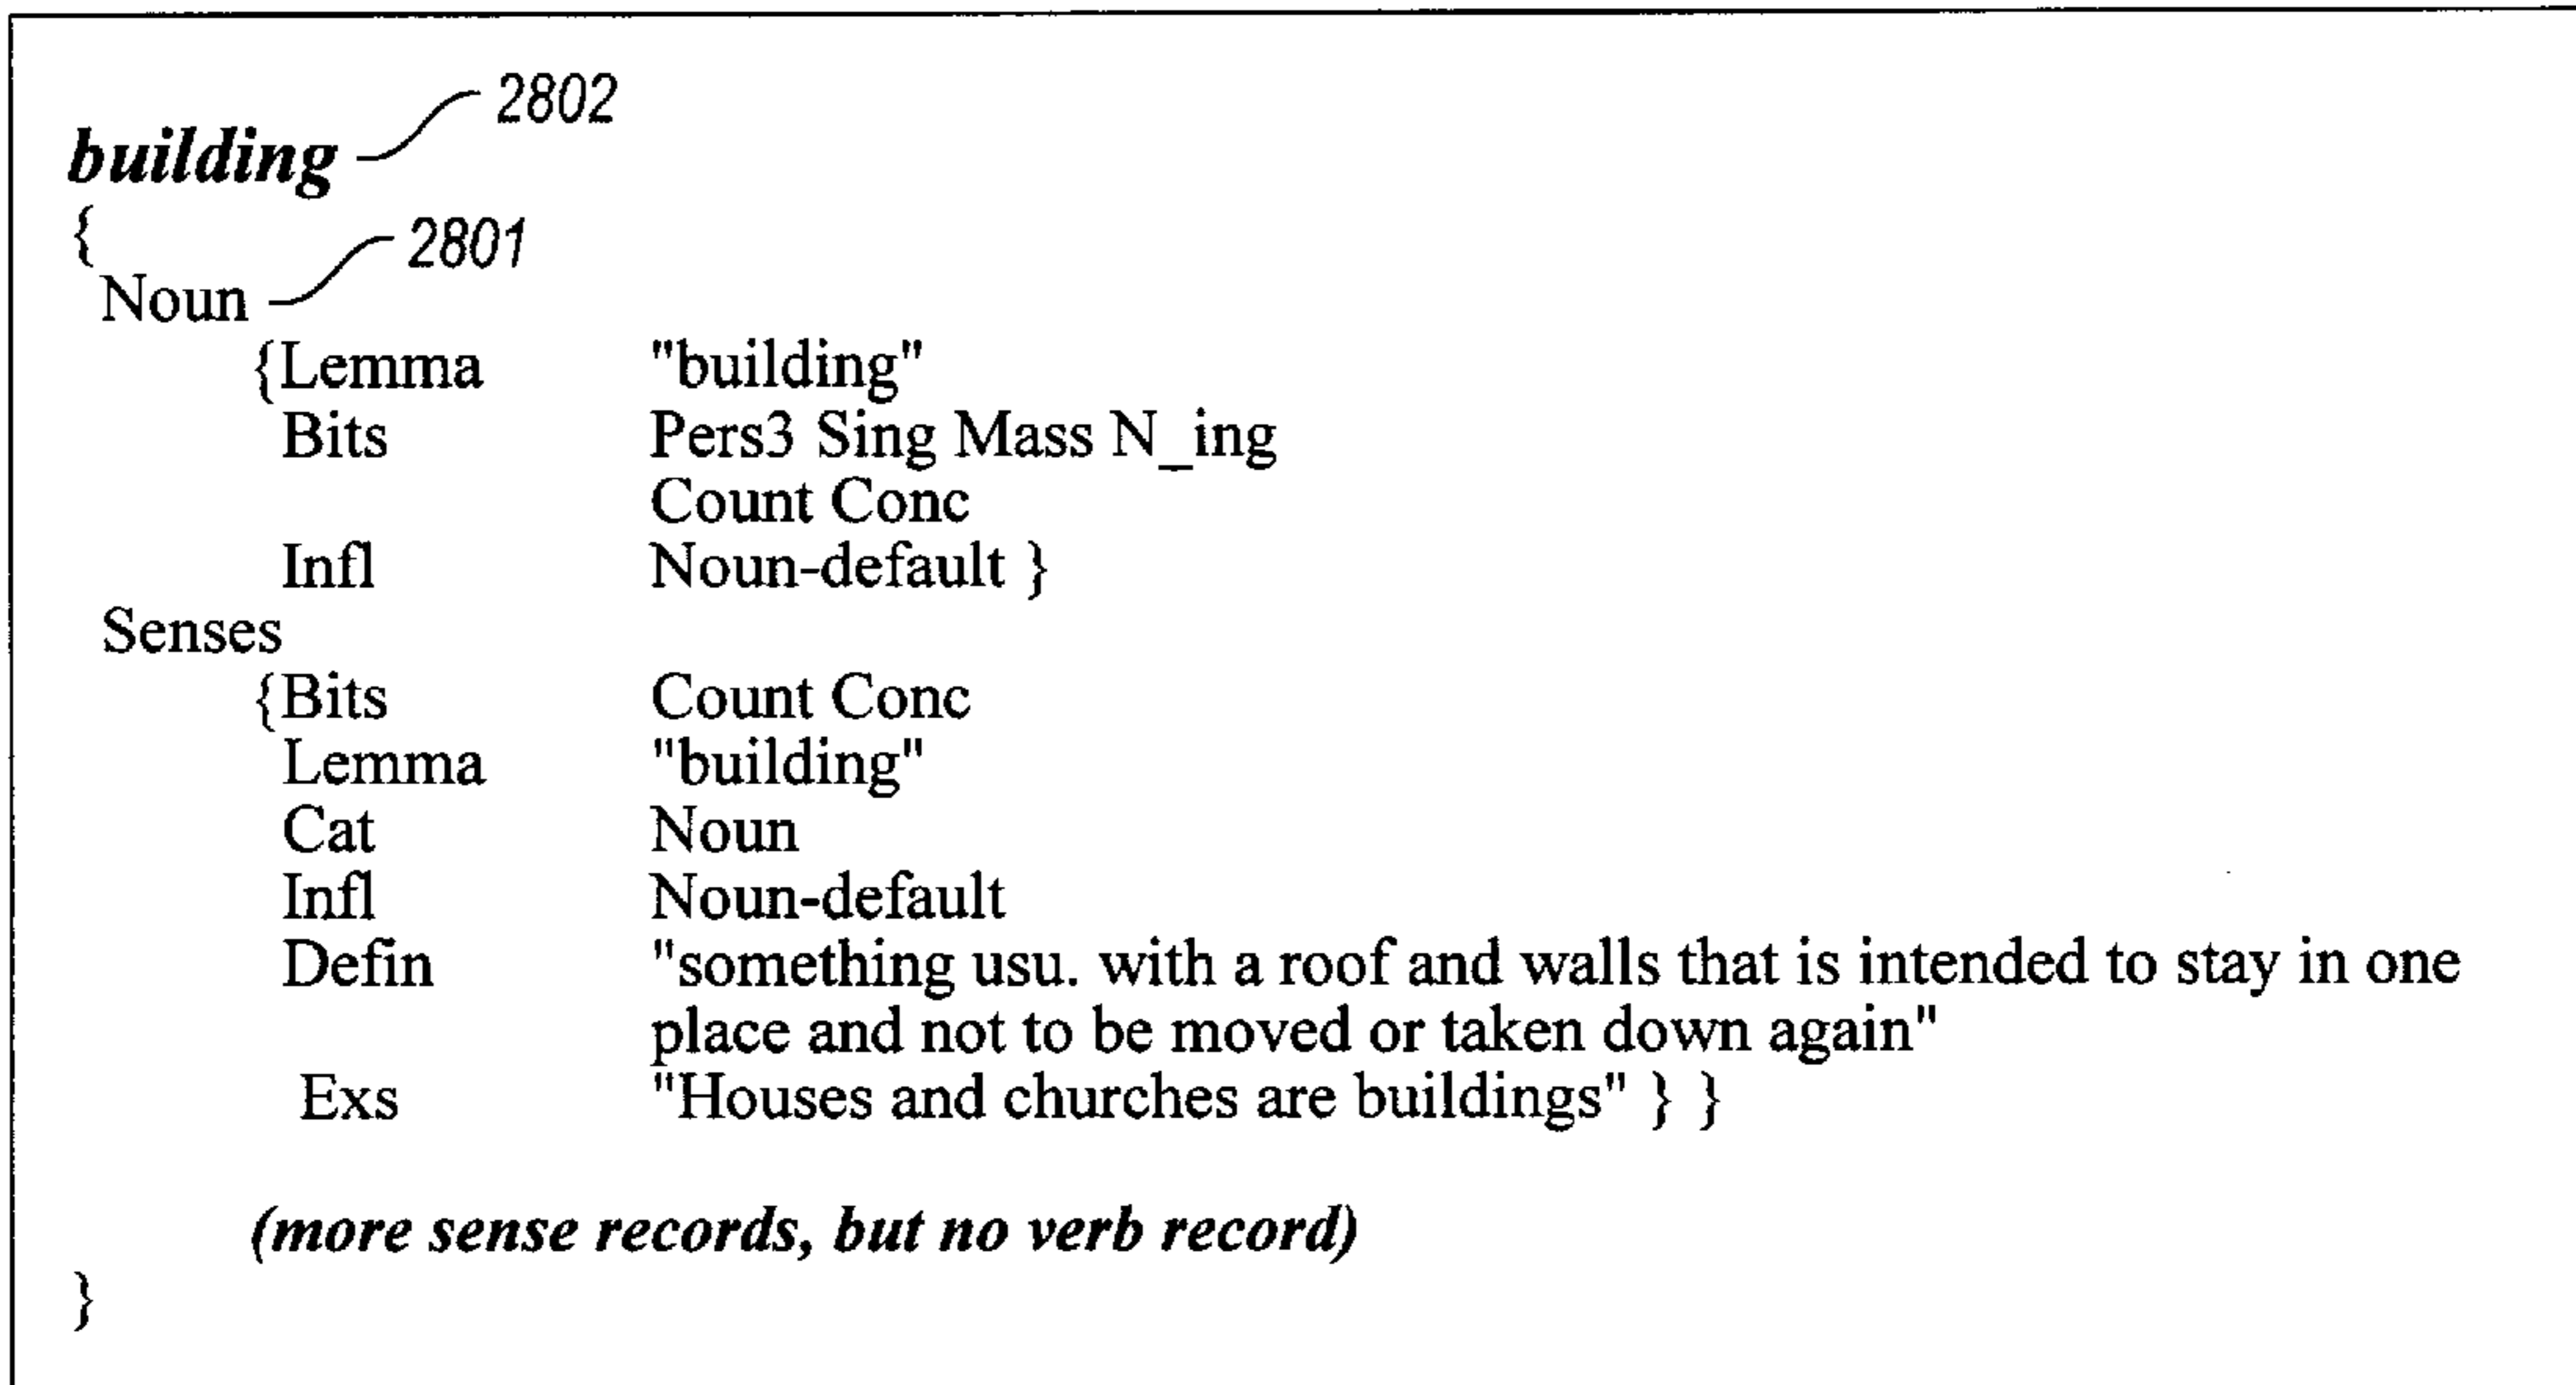 building 2802
{
Noun 2801
{Lemma "building"
Bits Pers3 Sing Mass N_ing
Count Conc
Infl Noun-default }
Senses
{Bits Count Conc
Lemma "building"
Cat Noun
Infl Noun-default
Defin "something usu. with a roof and walls that is intended to stay in one
place and not to be moved or taken down again"
Exs "Houses and churches are buildings" } }
(more sense records, but no verb record)
}